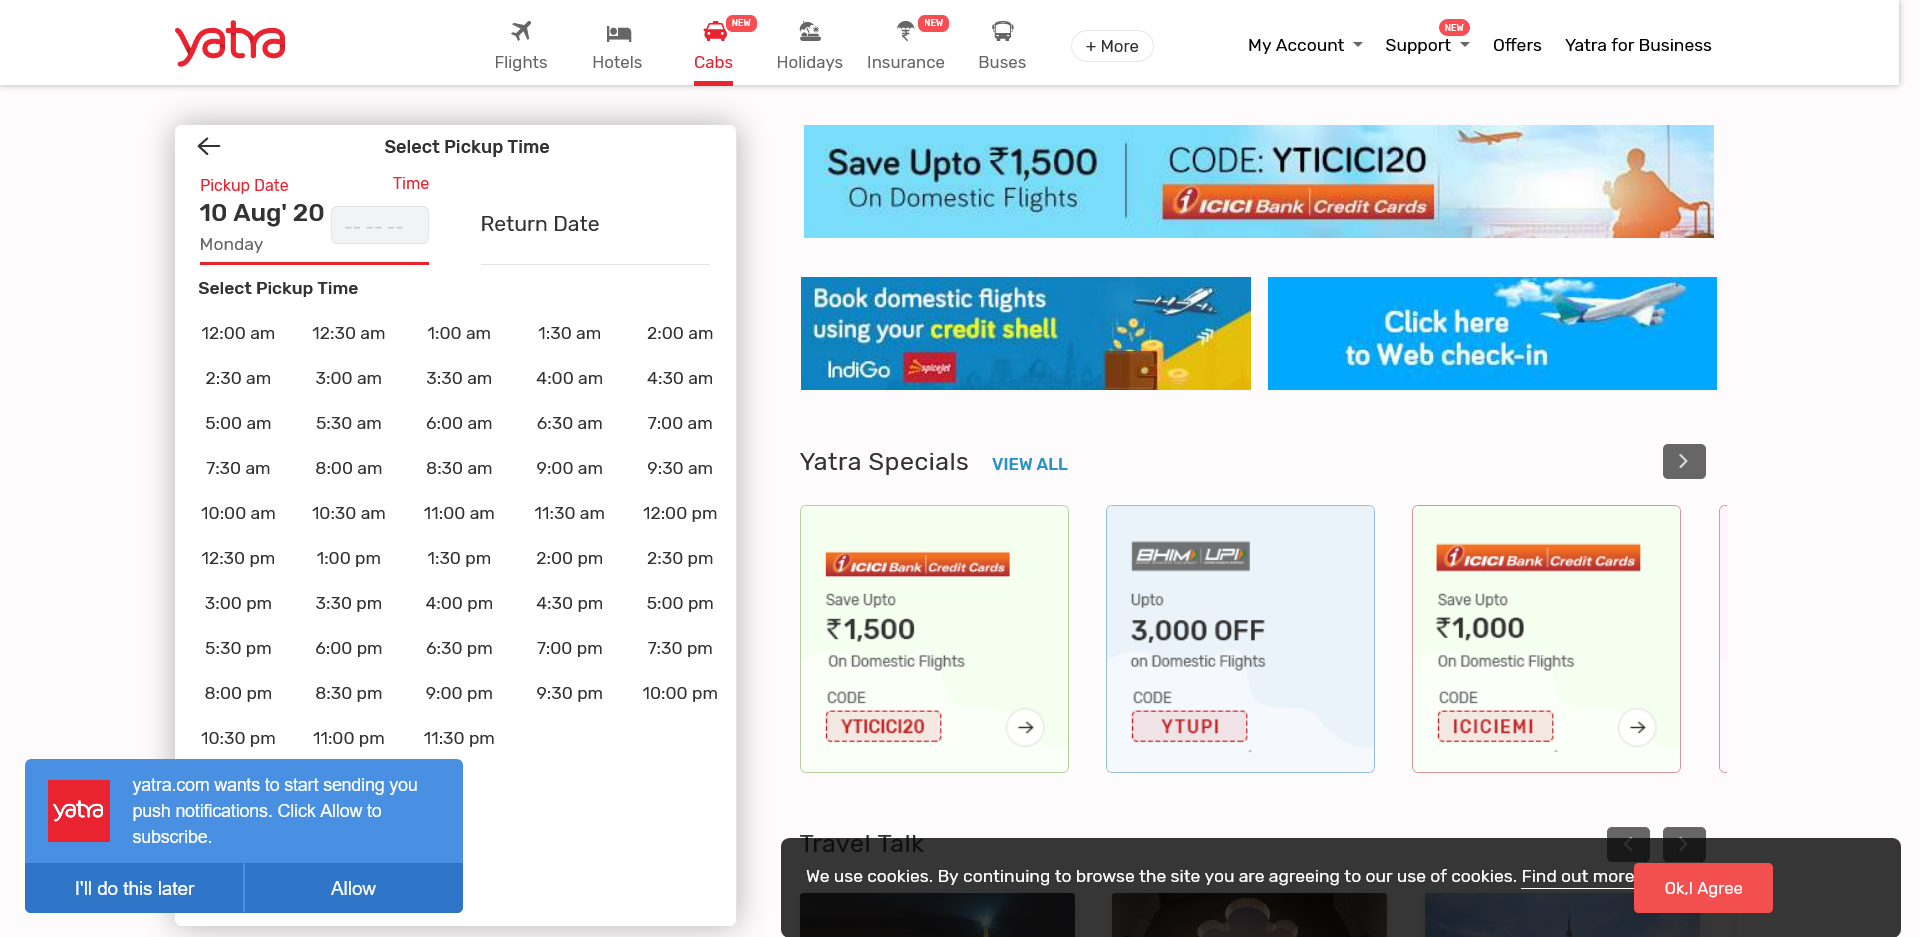 yatra
Flights
Hotels
NEW
Cabs
Holidays
NEW
Insurance
Buses
+ More
My Account
NEW
Support
Offers
Yatra for Business
Select Pickup Time
Pickup Date
Time
10 Aug' 20
-- -- --
Monday
Return Date
Select Pickup Time
12:00 am 12:30 am 1:00 am 1:30 am 2:00 am
2:30 am 3:00 am 3:30 am 4:00 am 4:30 am
5:00 am 5:30 am 6:00 am 6:30 am 7:00 am
7:30 am 8:00 am 8:30 am 9:00 am 9:30 am
10:00 am 10:30 am 11:00 am 11:30 am 12:00 pm
12:30 pm 1:00 pm 1:30 pm 2:00 pm 2:30 pm
3:00 pm 3:30 pm 4:00 pm 4:30 pm 5:00 pm
5:30 pm 6:00 pm 6:30 pm 7:00 pm 7:30 pm
8:00 pm 8:30 pm 9:00 pm 9:30 pm 10:00 pm
10:30 pm 11:00 pm 11:30 pm
yatra
yatra.com wants to start sending you
push notifications. Click Allow to
subscribe.
I'll do this later
Allow
Save Upto ₹1,500
On Domestic Flights
CODE: YTICICI20
ICICI Bank Credit Cards
Book domestic flights
using your credit shell
IndiGo
spicejet
Click here
to Web check-in
Yatra Specials
VIEW ALL
ICICI Bank Credit Cards
Save Upto
₹1,500
On Domestic Flights
CODE
YTICICI20
BHIM UPI
Upto
3,000 OFF
on Domestic Flights
CODE
YTUPI
ICICI Bank Credit Cards
Save Upto
₹1,000
On Domestic Flights
CODE
ICICIEMI
Travel Talk
We use cookies. By continuing to browse the site you are agreeing to our use of cookies. Find out more
Ok,I Agree